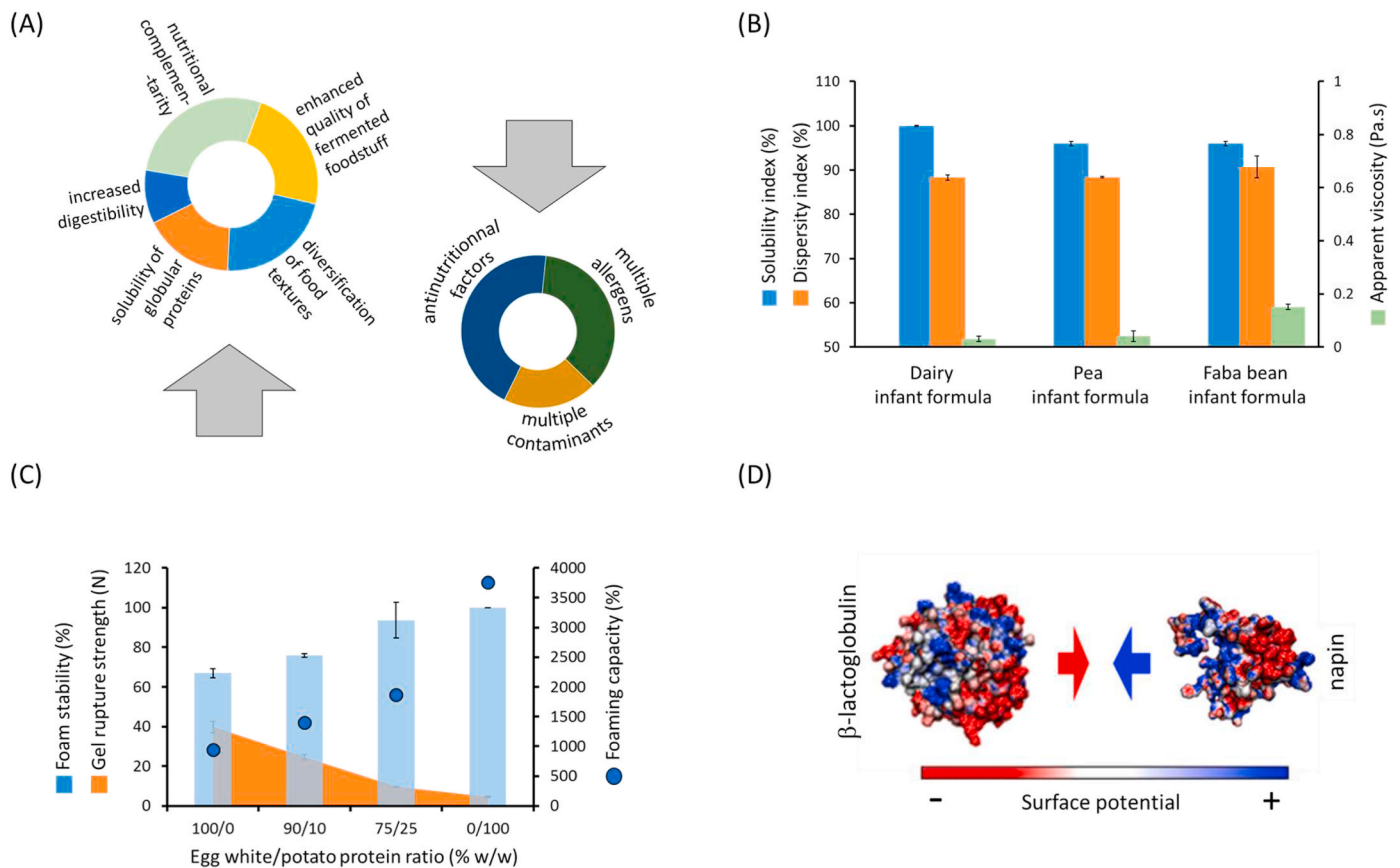 (A)
nutritional
complemen-
-tarity
enhanced
quality of
fermented
foodstuff
increased
digestibility
solubility of
globular
proteins
diversification
of food
textures
antinutritionnal
factors
multiple
allergens
multiple
contaminants
(B)
Solubility index (%)
Dispersity index (%)
110
100
90
80
70
60
50
1
0.8
0.6
0.4
0.2
0
Apparent viscosity (Pa.s)
Dairy
infant formula
Pea
infant formula
Faba bean
infant formula
(C)
Foam stability (%)
Gel rupture strength (N)
120
100
80
60
40
20
0
4000
3500
3000
2500
2000
1500
1000
500
0
Foaming capacity (%)
100/0
90/10
75/25
0/100
Egg white/potato protein ratio (% w/w)
(D)
β-lactoglobulin
napin
-
Surface potential
+